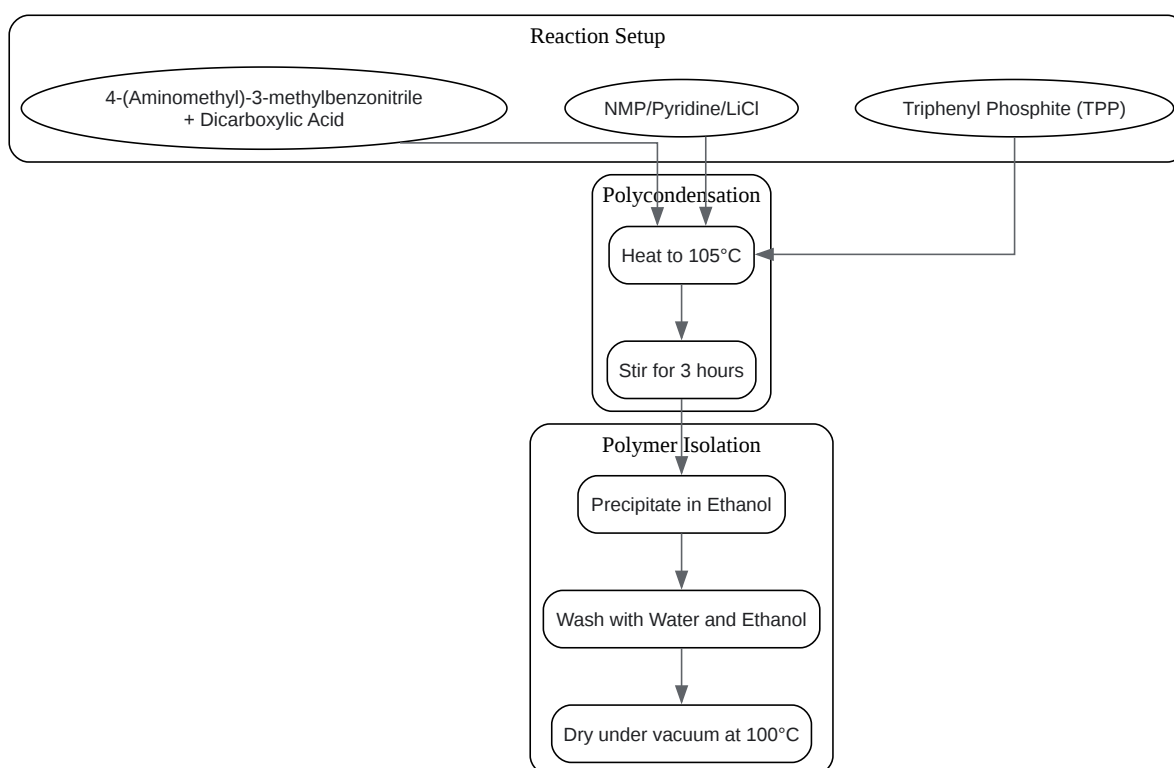 Reaction Setup
4-(Aminomethyl)-3-methylbenzonitrile
+ Dicarboxylic Acid
NMP/Pyridine/LiCl
Triphenyl Phosphite (TPP)
Polycondensation
Heat to 105°C
Stir for 3 hours
Polymer Isolation
Precipitate in Ethanol
Wash with Water and Ethanol
Dry under vacuum at 100°C